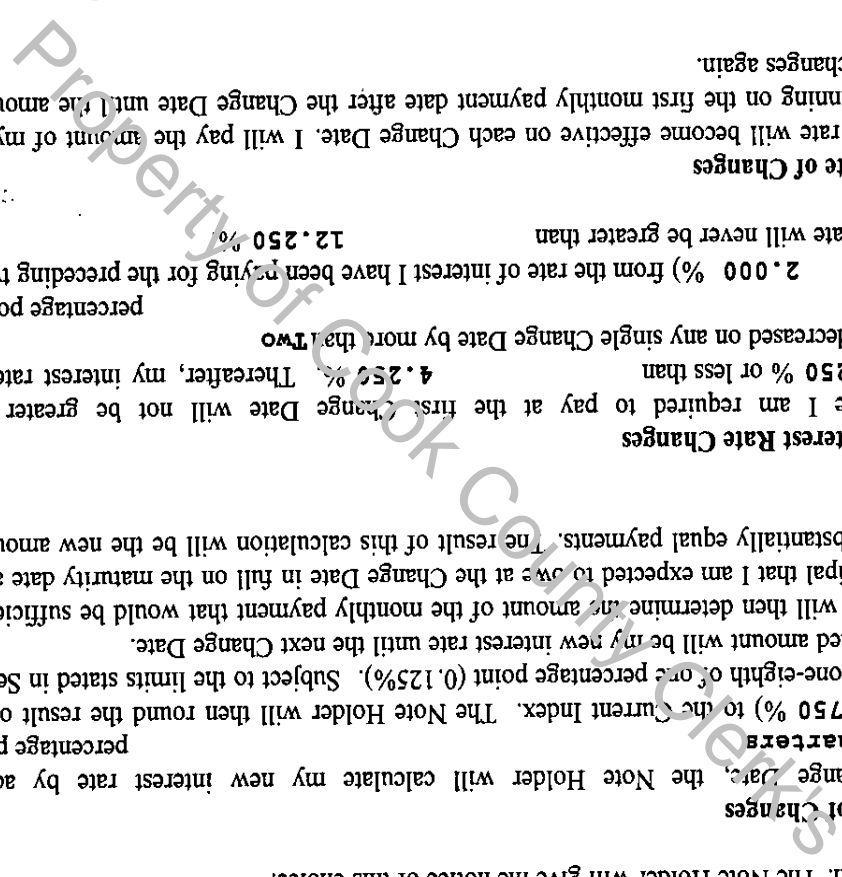 d. The Note Holder will give me notice of this choice.
of Changes
ange Date, the Note Holder will calculate my new interest rate by ad
arters percentage p
750 %) to the Current Index. The Note Holder will then round the result o
one-eighth of one percentage point (0.125%). Subject to the limits stated in Se
ded amount will be my new interest rate until the next Change Date.
will then determine the amount of the monthly payment that would be sufficie
ipal that I am expected to owe at the Change Date in full on the maturity date a
bstantially equal payments. The result of this calculation will be the new amou
terest Rate Changes
e I am required to pay at the first Change Date will not be greater
250 % or less than 4.250 %. Thereafter, my interest rate
decreased on any single Change Date by more than Two
percentage po
2.000 %) from the rate of interest I have been paying for the preceding t
ate will never be greater than 12.250 %
te of Changes
rate will become effective on each Change Date. I will pay the amount of my
nning on the first monthly payment date after the Change Date until the amou
changes again.
Property of Cook County Clerk's